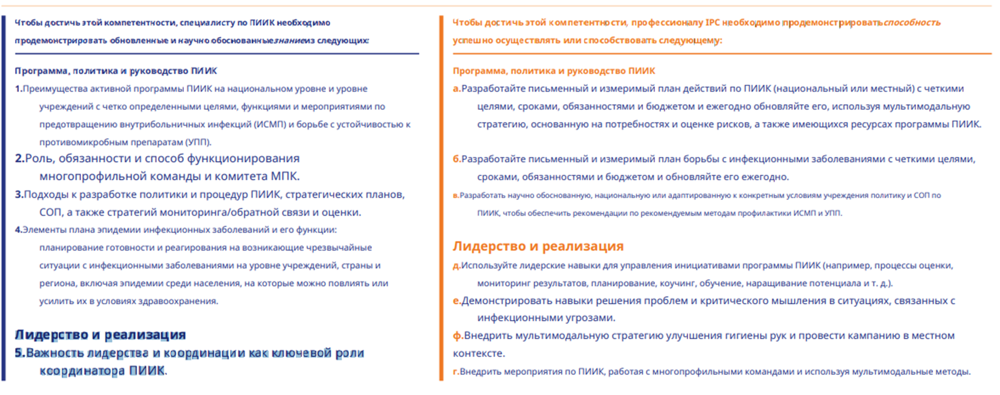 Чтобы достичь этой компетентности, специалисту по ПИИК необходимо
продемонстрировать обновленные и научно обоснованныезнанияиз следующих:
Программа, политика и руководство ПИИК
1.Преимущества активной программы ПИИК на национальном уровне и уровне
учреждений с четко определенными целями, функциями и мероприятиями по
предотвращению внутрибольничных инфекций (ИСМП) и борьбе с устойчивостью к
противомикробным препаратам (УПП).
2.Роль, обязанности и способ функционирования
многопрофильной команды и комитета МПК.
3.Подходы к разработке политики и процедур ПИИК, стратегических планов,
СОП, а также стратегий мониторинга/обратной связи и оценки.
4.Элементы плана эпидемии инфекционных заболеваний и его функции:
планирование готовности и реагирования на возникающие чрезвычайные
ситуации с инфекционными заболеваниями на уровне учреждений, страны и
региона, включая эпидемии среди населения, на которые можно повлиять или
усилить их в условиях здравоохранения.
Лидерство и реализация
5.Важность лидерства и координации как ключевой роли
координатора ПИИК.
Чтобы достичь этой компетентности, профессионалу IPC необходимо продемонстрироватьспособность
успешно осуществлять или способствовать следующему:
Программа, политика и руководство ПИИК
а.Разработайте письменный и измеримый план действий по ПИИК (национальный или местный) с четкими
целями, сроками, обязанностями и бюджетом и ежегодно обновляйте его, используя мультимодальную
стратегию, основанную на потребностях и оценке рисков, а также имеющихся ресурсах программы ПИИК.
б.Разработайте письменный и измеримый план борьбы с инфекционными заболеваниями с четкими целями,
сроками, обязанностями и бюджетом и обновляйте его ежегодно.
в.Разработать научно обоснованную, национальную или адаптированную к конкретным условиям учреждения политику и СОП по
ПИИК, чтобы обеспечить рекомендации по рекомендуемым методам профилактики ИСМП и УПП.
Лидерство и реализация
д.Используйте лидерские навыки для управления инициативами программы ПИИК (например, процессы оценки,
мониторинг результатов, планирование, коучинг, обучение, наращивание потенциала и т. д.).
е.Демонстрировать навыки решения проблем и критического мышления в ситуациях, связанных с
инфекционными угрозами.
ф.Внедрить мультимодальную стратегию улучшения гигиены рук и провести кампанию в местном
контексте.
г.Внедрить мероприятия по ПИИК, работая с многопрофильными командами и используя мультимодальные методы.